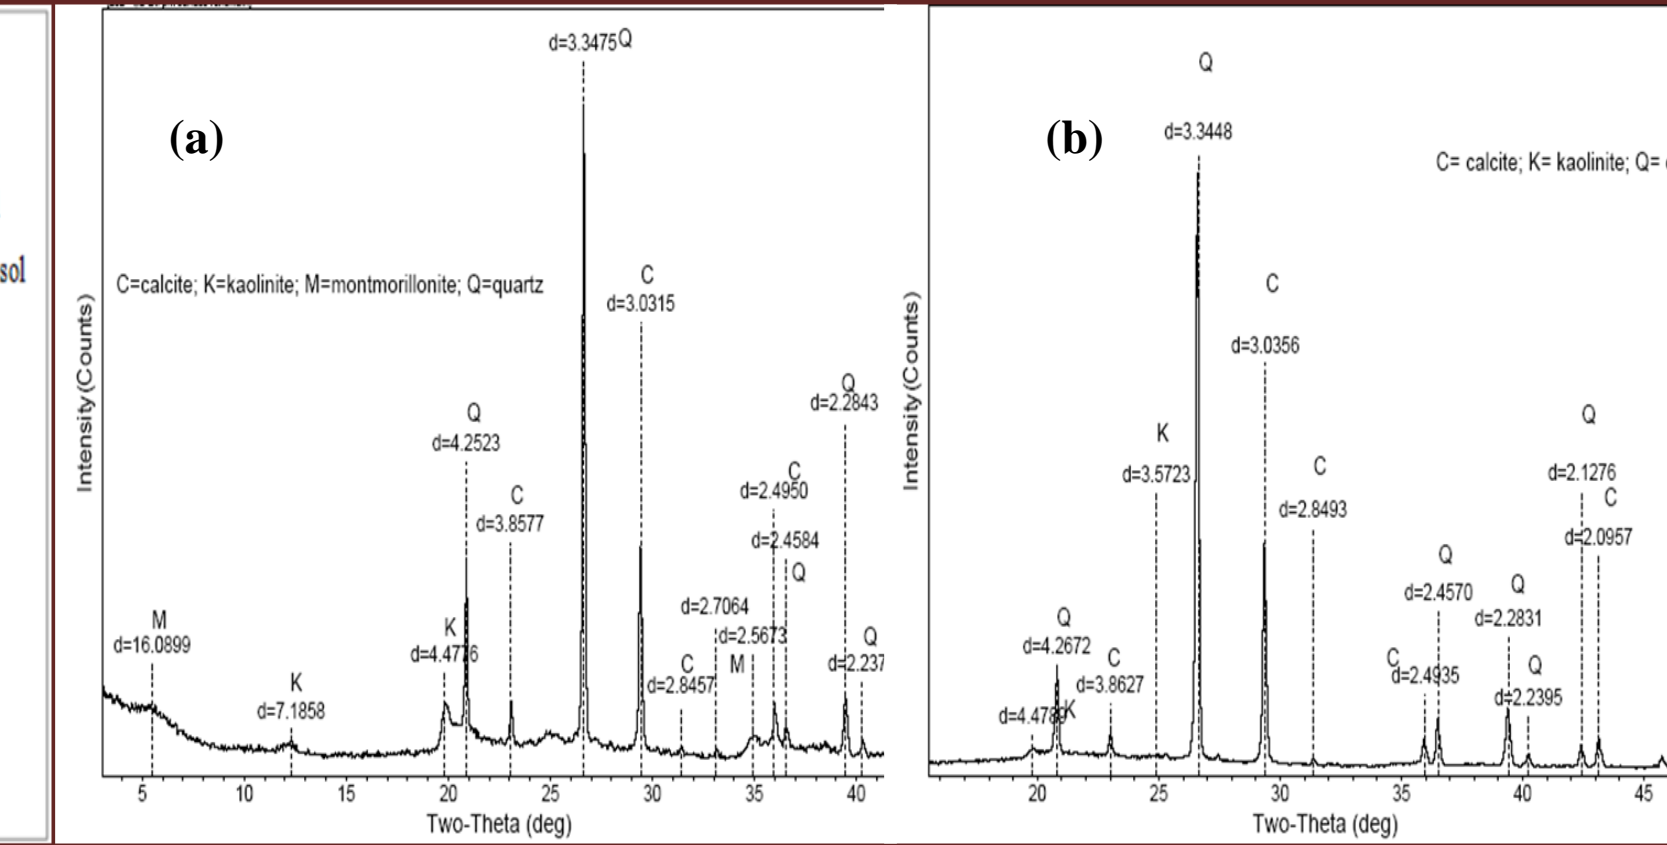 sol
(a)
d=3.3475 Q
C=calcite; K=kaolinite; M=montmorillonite; Q=quartz
C
d=3.0315
Q
d=4.2523
C
d=3.8577
Q
d=2.2843
C
d=2.4950
d=2.4584
Q
d=2.7064
d=2.5673
M
M
d=16.0899
K
d=7.1858
K
d=4.4776
C
d=2.8457
Q
d=2.237
Intensity (Counts)
5 10 15 20 25 30 35 40
Two-Theta (deg)
(b)
Q
d=3.3448
C= calcite; K= kaolinite; Q=
C
d=3.0356
K
d=3.5723
C
d=2.8493
Q
d=2.1276
C
d=2.0957
Q
d=2.4570
Q
d=2.2831
C
d=2.4935
Q
d=2.2395
Q
d=4.2672
C
d=3.8627
K
Intensity (Counts)
20 25 30 35 40 45
Two-Theta (deg)